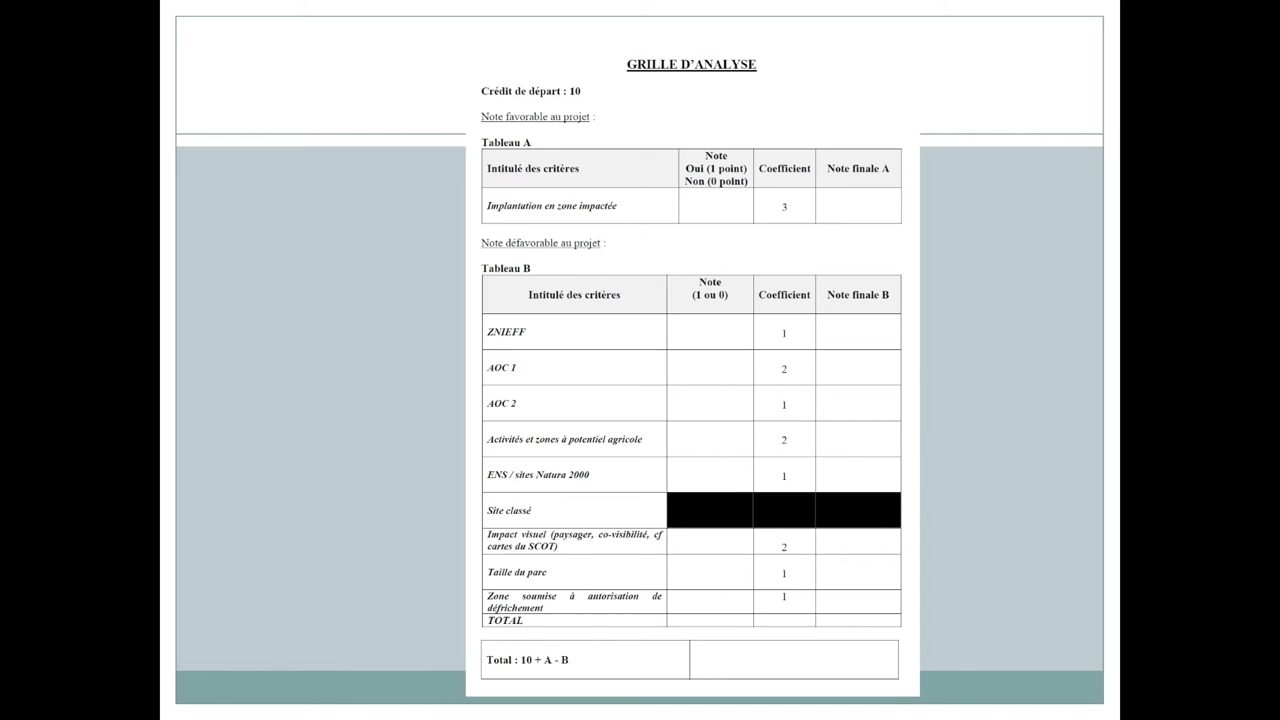 GRILLE D'ANALYSE
Crédit de départ : 10
Note favorable au projet :
Tableau A
Intitulé des critères
Note
Oui (1 point)
Non (0 point)
Coefficient
Note finale A
Implantation en zone impactée
3
Note défavorable au projet :
Tableau B
Intitulé des critères
Note
(1 ou 0)
Coefficient
Note finale B
ZNIEFF
1
AOC 1
2
AOC 2
1
Activités et zones à potentiel agricole
2
ENS / sites Natura 2000
1
Site classé
Impact visuel (paysager, co-visibilité, cf
cartes du SCOT)
2
Taille du parc
1
Zone soumise à autorisation de
défrichement
1
TOTAL
Total : 10 + A - B